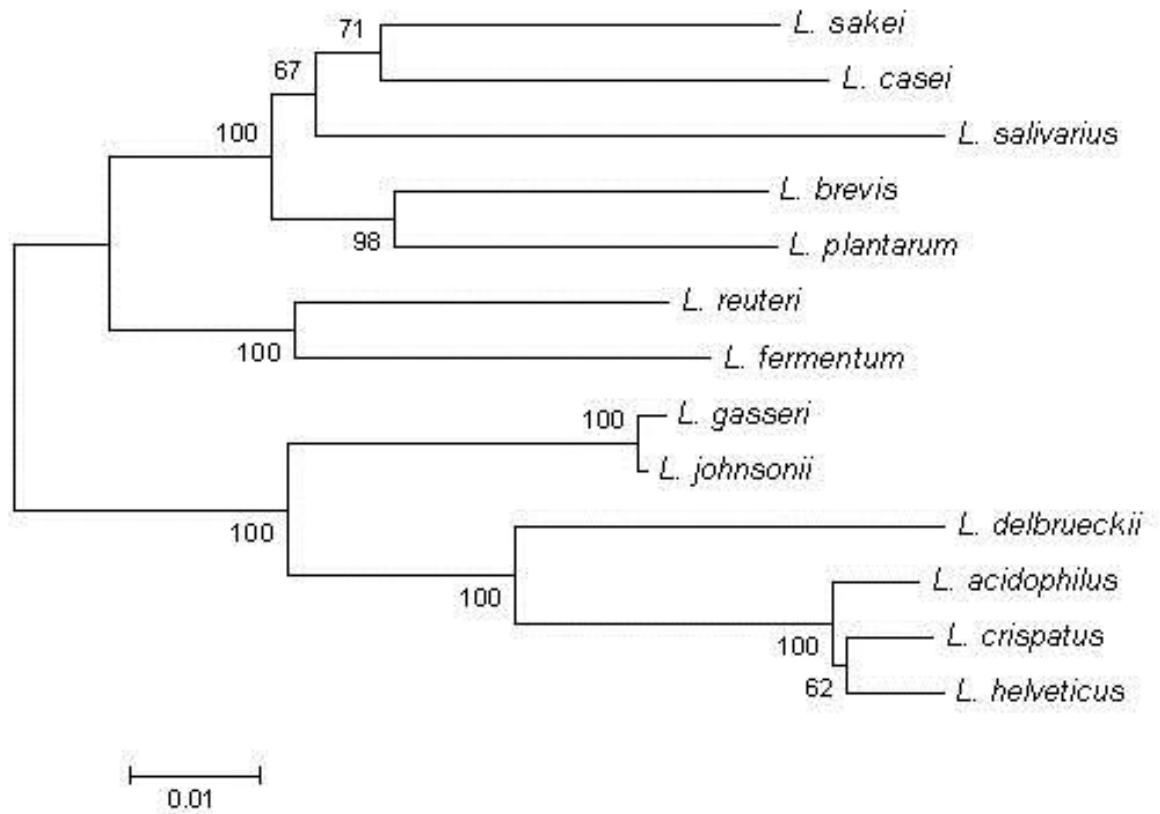 71
L. sakei
67
L. casei
100
L. salivarius
L. brevis
98
L. plantarum
L. reuteri
100
L. fermentum
100
L. gasseri
L. johnsonii
100
L. delbrueckii
100
L. acidophilus
100
L. crispatus
62
L. helveticus
0.01